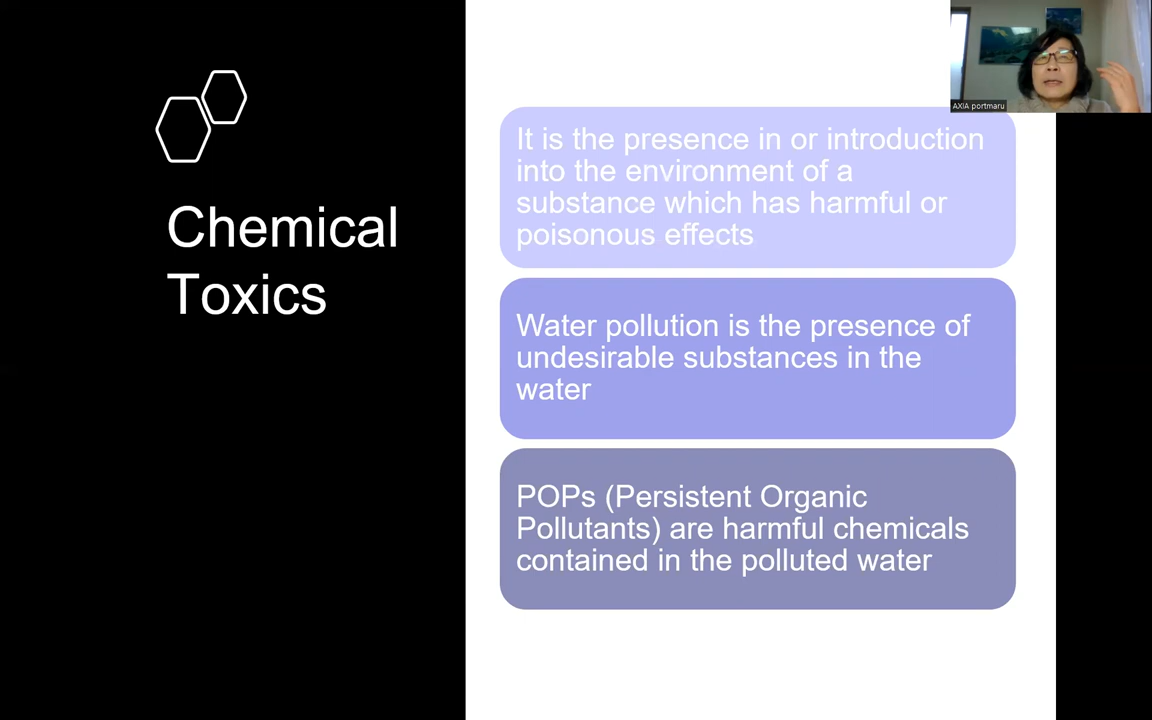 Chemical
Toxics
It is the presence in or introduction
into the environment of a
substance which has harmful or
poisonous effects
Water pollution is the presence of
undesirable substances in the
water
POPs (Persistent Organic
Pollutants) are harmful chemicals
contained in the polluted water
AXIA portmaru